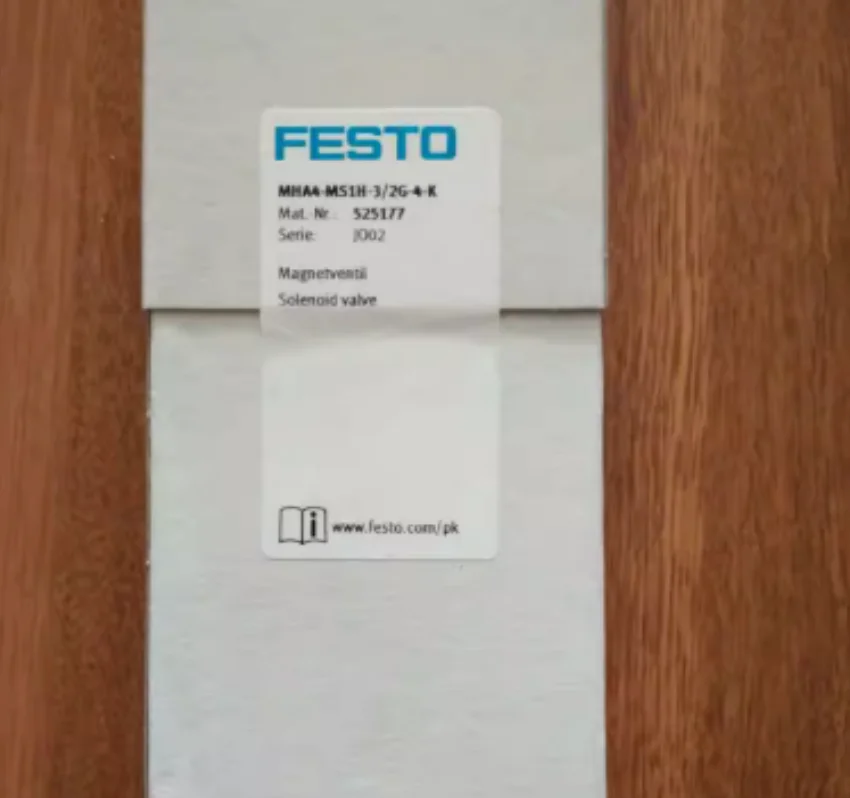 FESTO
MHA4-MS1H-3/2G-4-K
Mat.-Nr.: 525177
Serie: J002
Magnetventil
Solenoid valve
i www.festo.com/pk